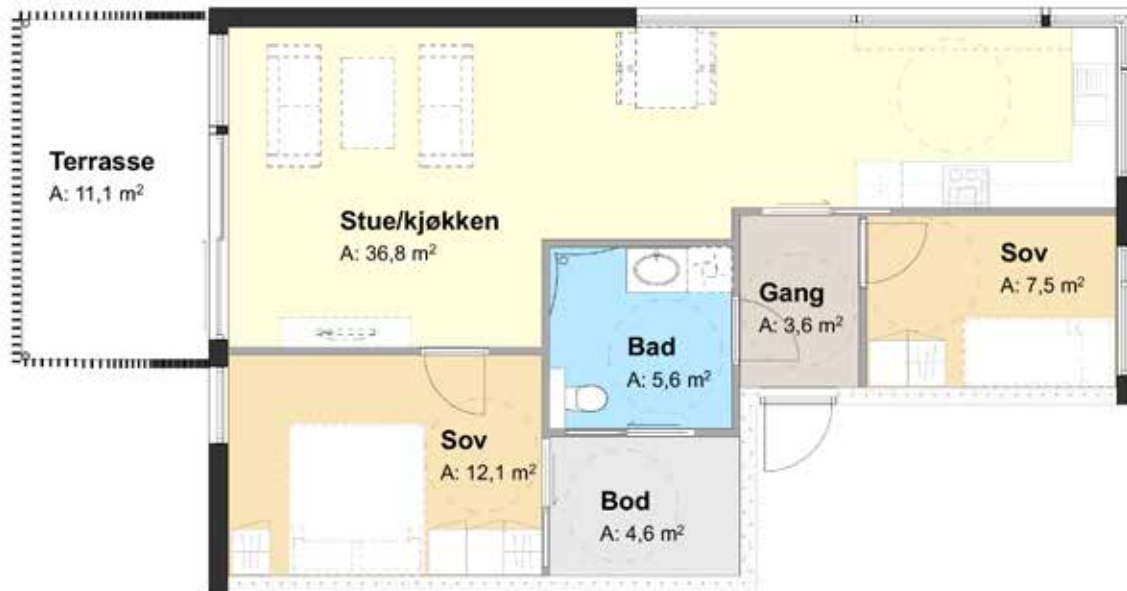 Terrasse
A: 11,1 m²
Stue/kjøkken
A: 36,8 m²
Sov
A: 7,5 m²
Gang
A: 3,6 m²
Bad
A: 5,6 m²
Sov
A: 12,1 m²
Bod
A: 4,6 m²